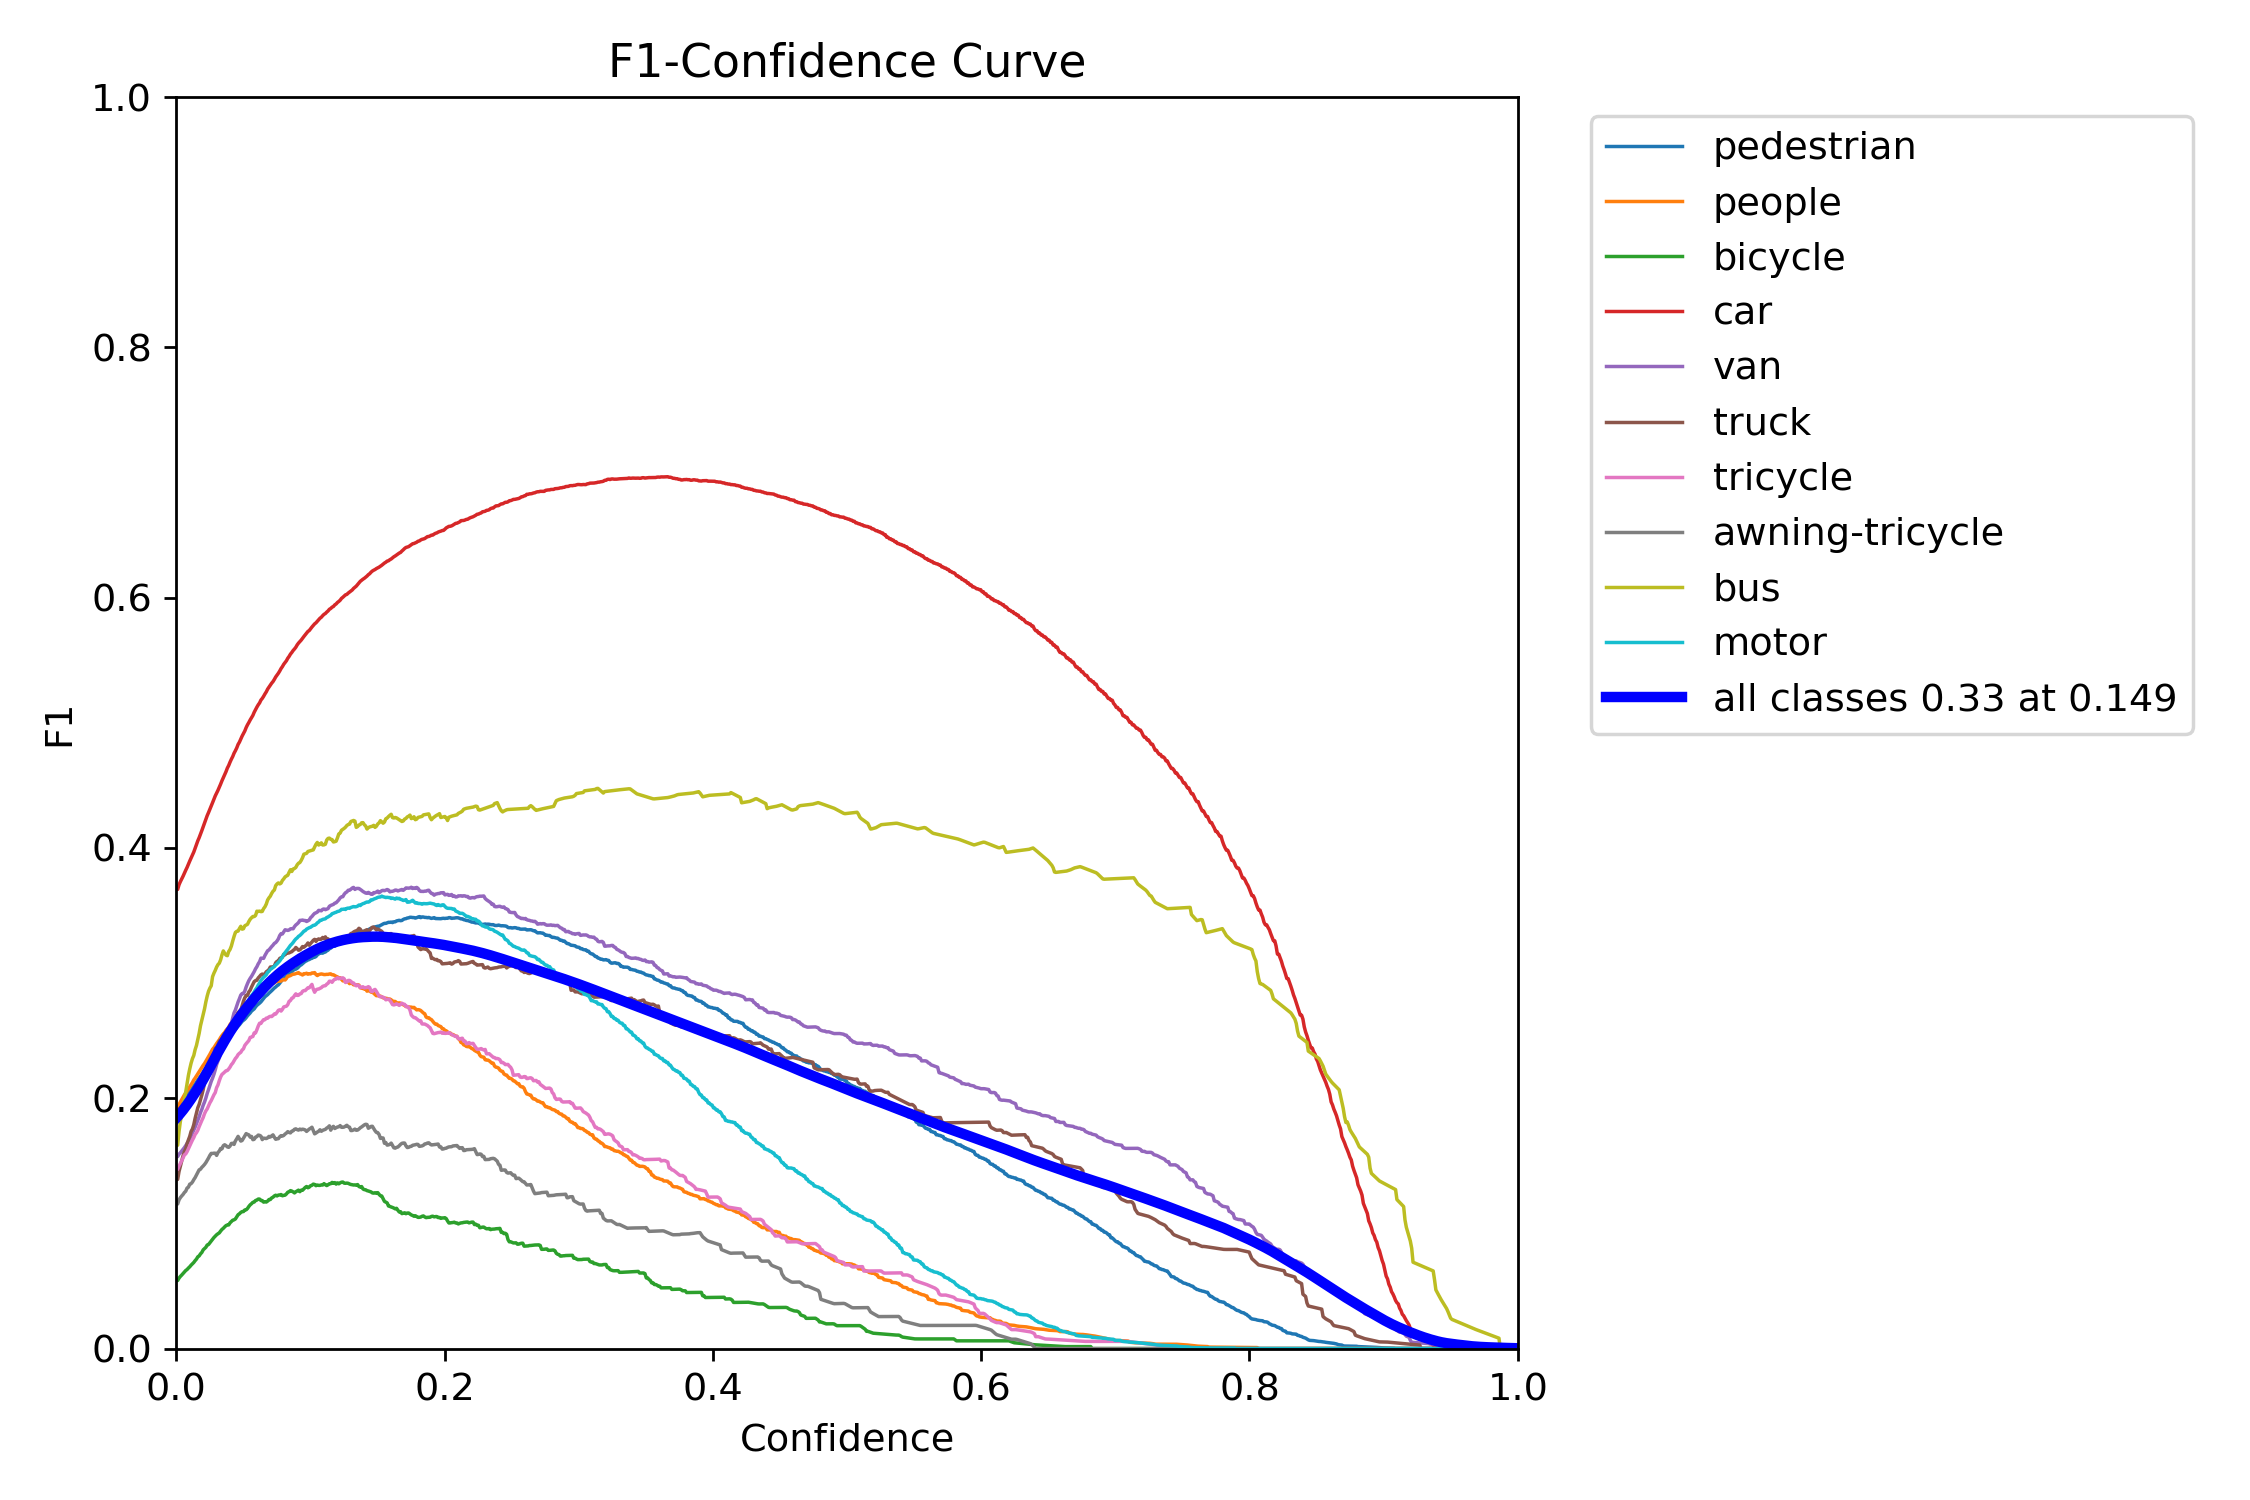 F1-Confidence Curve
1.0
0.8
0.6
0.4
0.2
0.0
F1
0.0 0.2 0.4 0.6 0.8 1.0
Confidence
pedestrian
people
bicycle
car
van
truck
tricycle
awning-tricycle
bus
motor
all classes 0.33 at 0.149